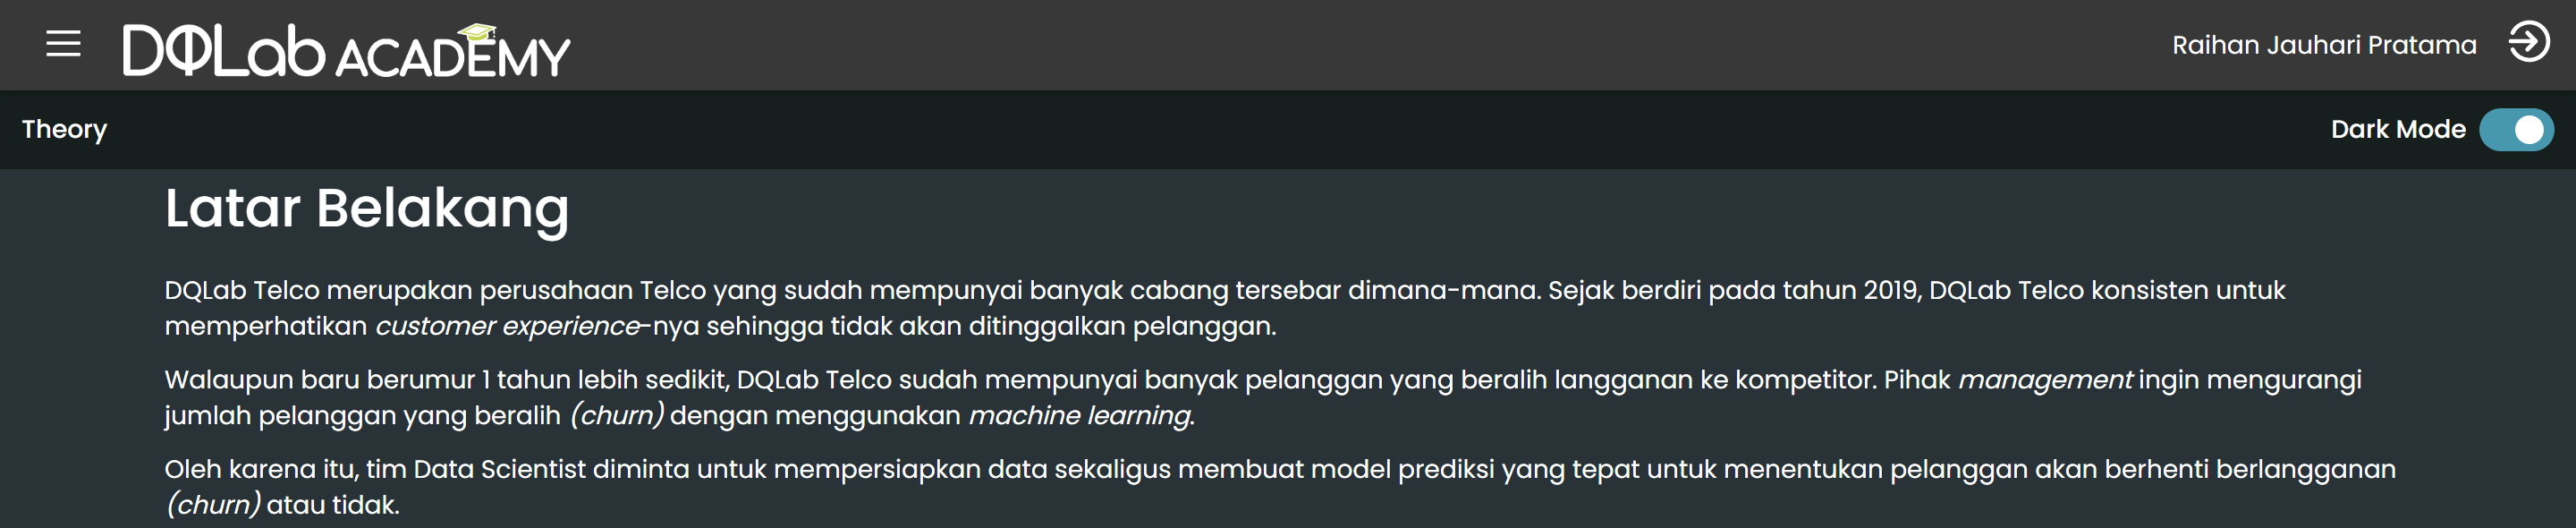 DQLab ACADEMY
Raihan Jauhari Pratama
Theory
Dark Mode
Latar Belakang
DQLab Telco merupakan perusahaan Telco yang sudah mempunyai banyak cabang tersebar dimana-mana. Sejak berdiri pada tahun 2019, DQLab Telco konsisten untuk
memperhatikan customer experience-nya sehingga tidak akan ditinggalkan pelanggan.
Walaupun baru berumur 1 tahun lebih sedikit, DQLab Telco sudah mempunyai banyak pelanggan yang beralih langganan ke kompetitor. Pihak management ingin mengurangi
jumlah pelanggan yang beralih (churn) dengan menggunakan machine learning.
Oleh karena itu, tim Data Scientist diminta untuk mempersiapkan data sekaligus membuat model prediksi yang tepat untuk menentukan pelanggan akan berhenti berlangganan
(churn) atau tidak.